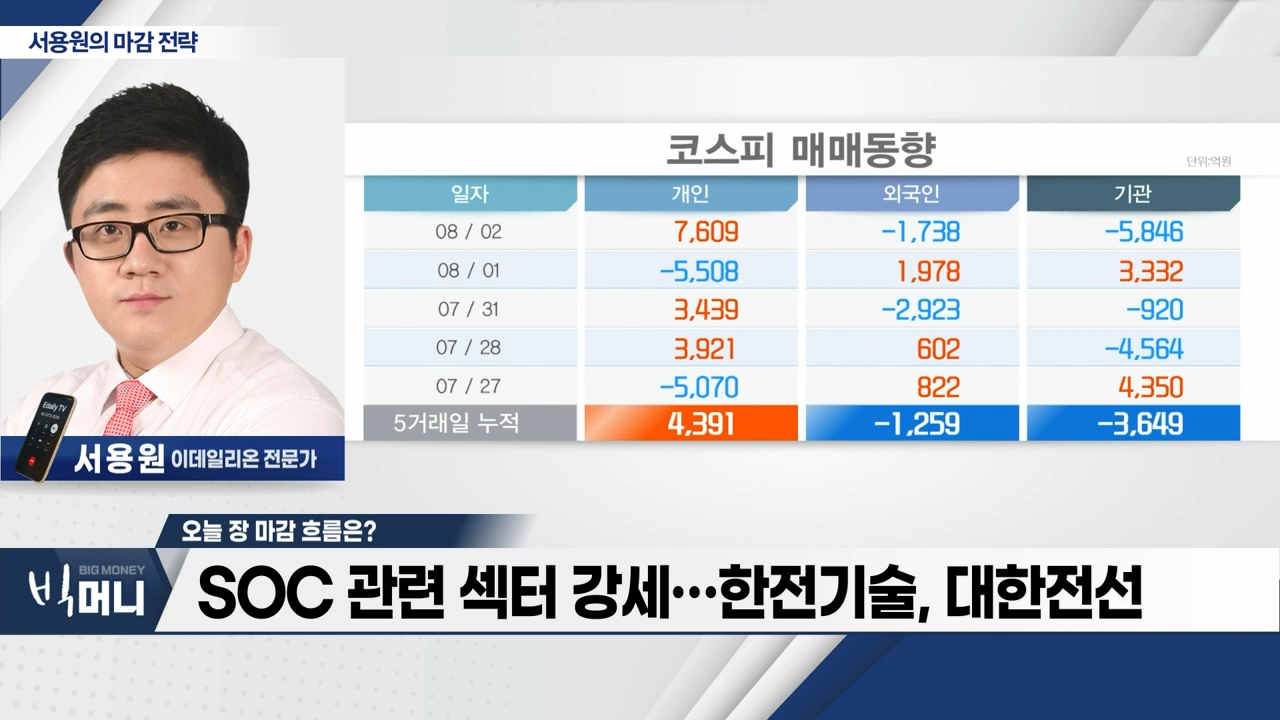 서용원의 마감 전략
코스피 매매동향
단위:억원
일자 개인 외국인 기관
08 / 02 7,609 -1,738 -5,846
08 / 01 -5,508 1,978 3,332
07 / 31 3,439 -2,923 -920
07 / 28 3,921 602 -4,564
07 / 27 -5,070 822 4,350
5거래일 누적 4,391 -1,259 -3,649
Edaily TV
서용원 이데일리온 전문가
오늘 장 마감 흐름은?
BIG MONEY
빅머니
SOC 관련 섹터 강세…한전기술, 대한전선